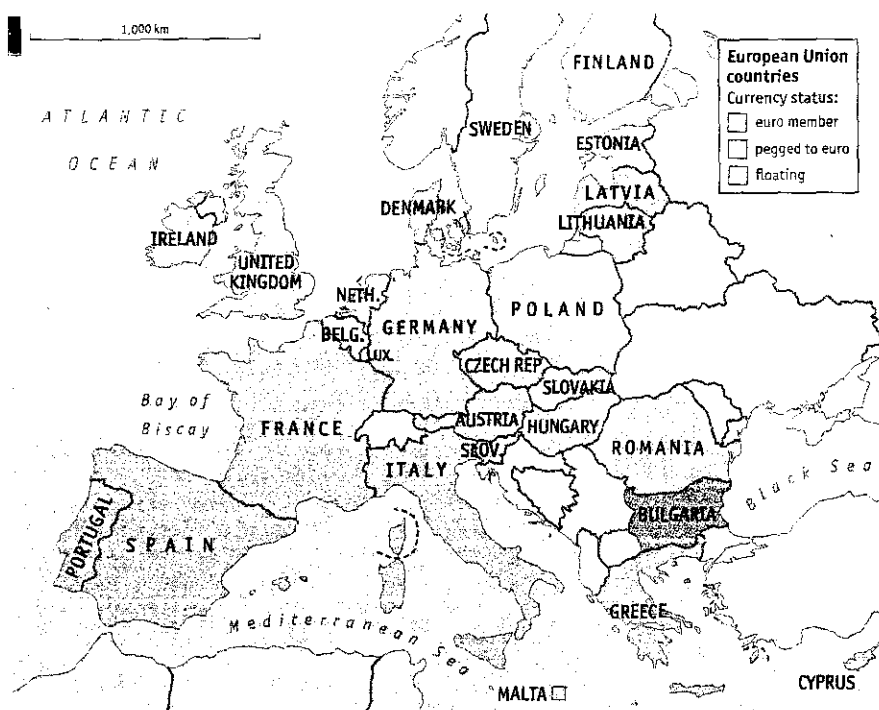 1,000 km
European Union
countries
Currency status:
euro member
pegged to euro
floating
ATLANTIC
OCEAN
FINLAND
SWEDEN
ESTONIA
LATVIA
DENMARK
LITHUANIA
IRELAND
UNITED
KINGDOM
NETH.
BELG.
LUX.
GERMANY
POLAND
CZECH REP
SLOVAKIA
Bay of
Biscay
FRANCE
AUSTRIA
HUNGARY
SLOV.
ITALY
ROMANIA
BULGARIA
Black Sea
PORTUGAL
SPAIN
Mediterranean Sea
GREECE
MALTA
CYPRUS